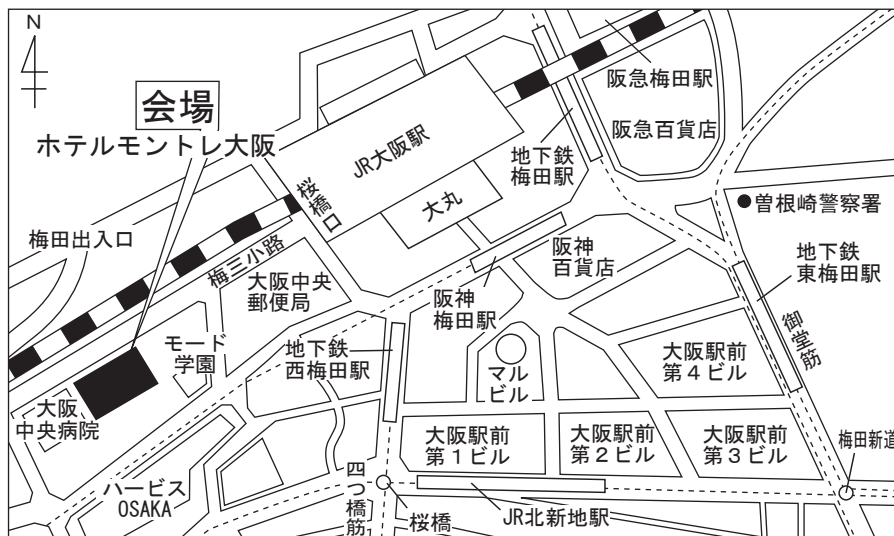 N
会場
ホテルモントレ大阪
阪急梅田駅
阪急百貨店
JR大阪駅
地下鉄
梅田駅
桜橋口
大丸
曽根崎警察署
梅田出入口
梅三小路
大阪中央
郵便局
阪神
百貨店
地下鉄
東梅田駅
阪神
梅田駅
御堂筋
モード
学園
地下鉄
西梅田駅
マル
ビル
大阪駅前
第4ビル
大阪
中央病院
大阪駅前
第1ビル
大阪駅前
第2ビル
大阪駅前
第3ビル
梅田新道
ハービス
OSAKA
四つ橋筋
桜橋
JR北新地駅